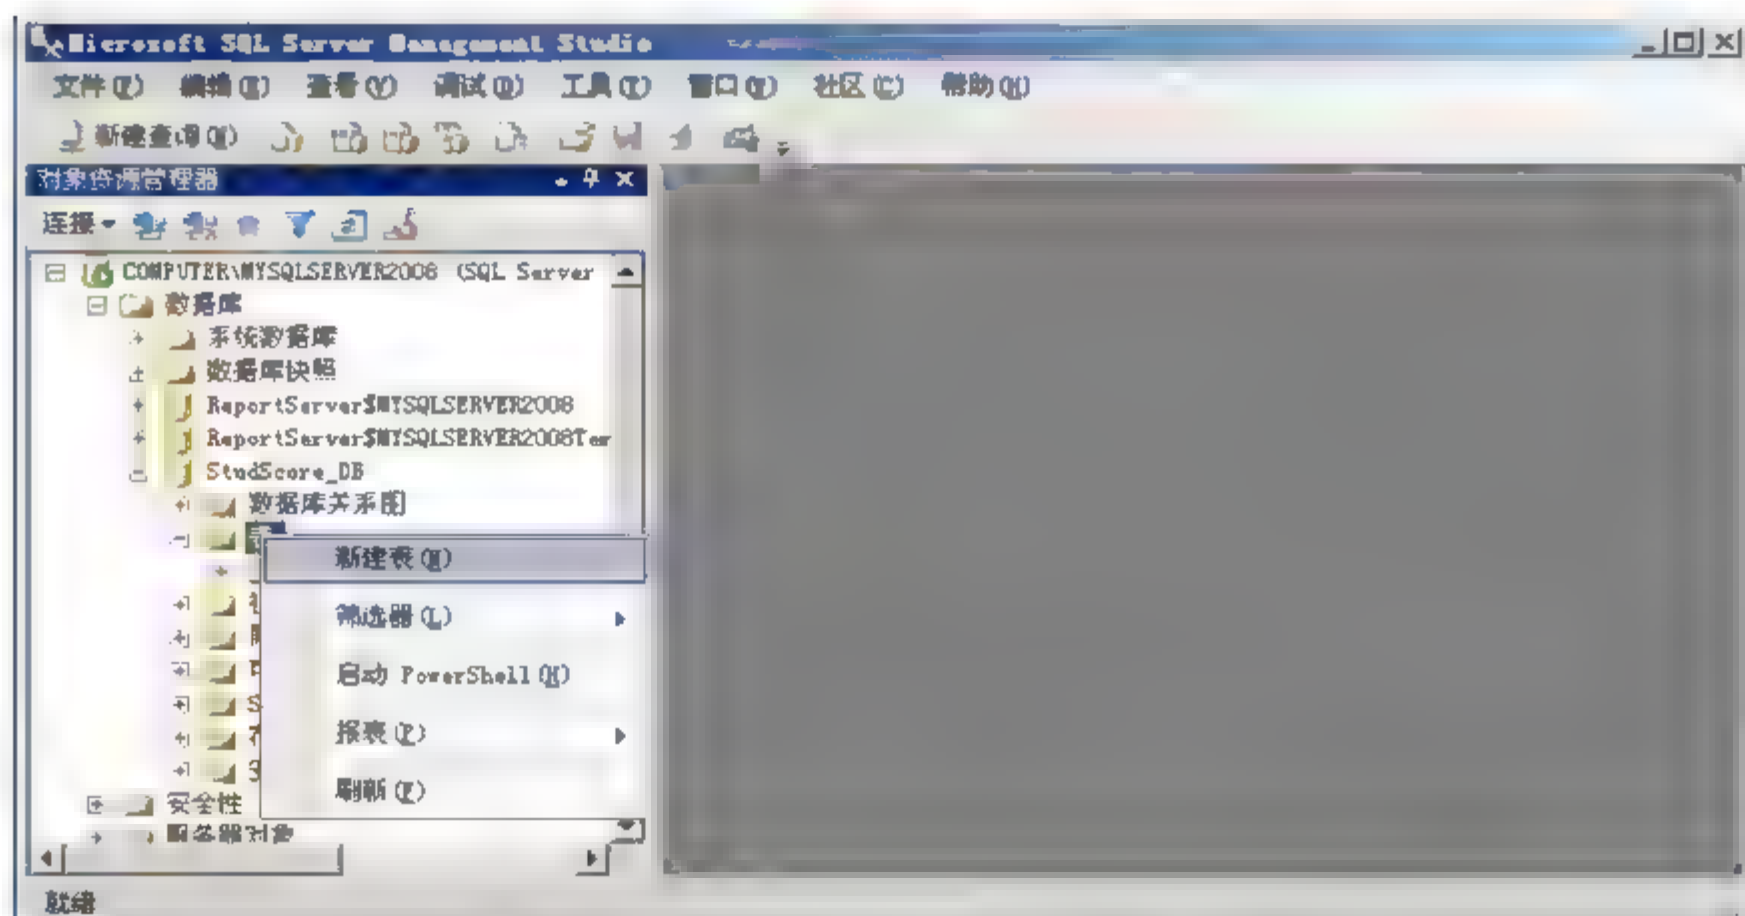 Microsoft SQL Server Management Studio
文件(F) 编辑(E) 查看(V) 调试(D) 工具(T) 窗口(W) 社区(C) 帮助(H)
新建查询(N)
对象资源管理器
连接
COMPUTER\MYSQLSERVER2008 (SQL Server
数据库
系统数据库
数据库快照
ReportServer$MYSQLSERVER2008
ReportServer$MYSQLSERVER2008Tem
StudScore_DB
数据库关系图
新建表(N)
筛选器(L)
启动 PowerShell(H)
S
报表(P)
刷新(F)
安全性
服务器对象
就绪